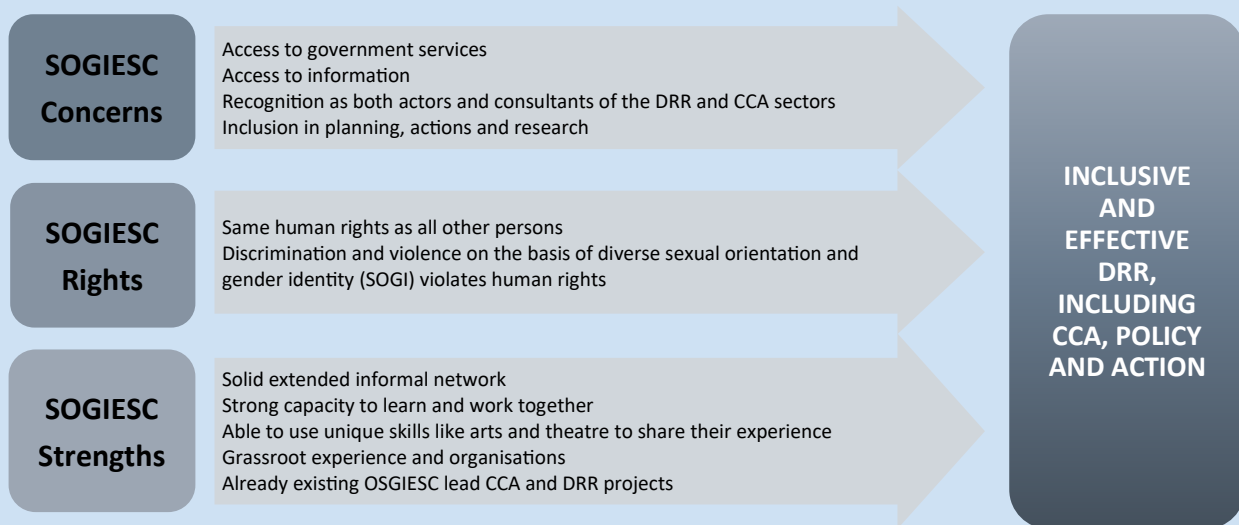 SOGIESC
Concerns
Access to government services
Access to information
Recognition as both actors and consultants of the DRR and CCA sectors
Inclusion in planning, actions and research
SOGIESC
Rights
Same human rights as all other persons
Discrimination and violence on the basis of diverse sexual orientation and
gender identity (SOGI) violates human rights
SOGIESC
Strengths
Solid extended informal network
Strong capacity to learn and work together
Able to use unique skills like arts and theatre to share their experience
Grassroot experience and organisations
Already existing OSGIESC lead CCA and DRR projects
INCLUSIVE
AND
EFFECTIVE
DRR,
INCLUDING
CCA, POLICY
AND ACTION